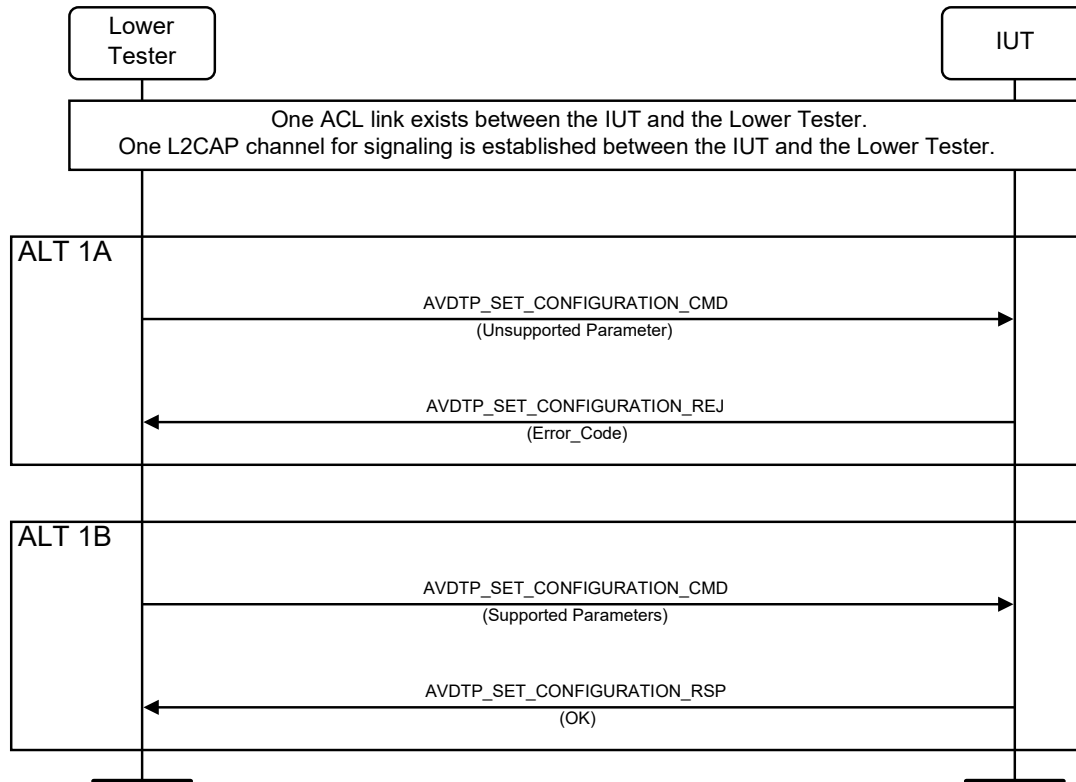 Lower
Tester
IUT
One ACL link exists between the IUT and the Lower Tester.
One L2CAP channel for signaling is established between the IUT and the Lower Tester.
ALT 1A
AVDTP_SET_CONFIGURATION_CMD
(Unsupported Parameter)
AVDTP_SET_CONFIGURATION_REJ
(Error_Code)
ALT 1B
AVDTP_SET_CONFIGURATION_CMD
(Supported Parameters)
AVDTP_SET_CONFIGURATION_RSP
(OK)